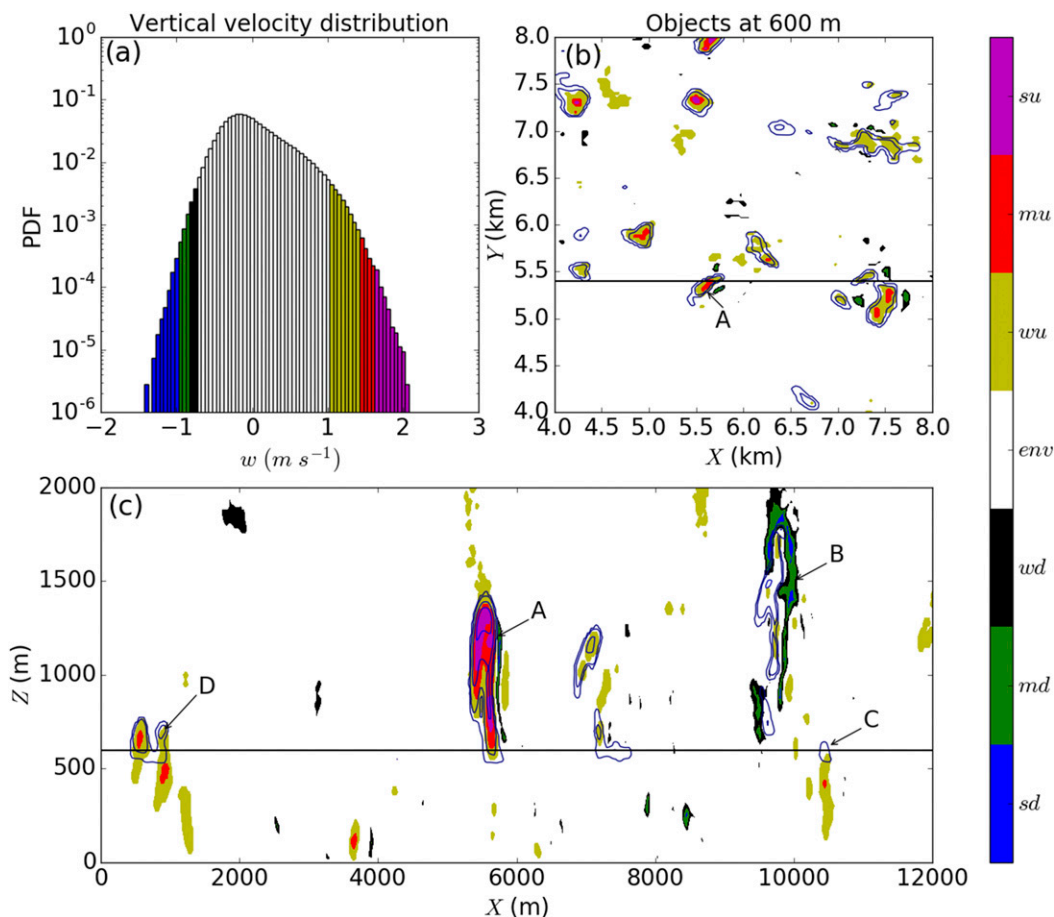 Vertical velocity distribution
Objects at 600 m
(a)
10^0
10^-1
10^-2
10^-3
10^-4
10^-5
10^-6
PDF
−2 −1 0 1 2 3
w (m s^−1)
(b)
8.0
7.5
7.0
6.5
6.0
5.5
5.0
4.5
4.0
Y (km)
A
4.0 4.5 5.0 5.5 6.0 6.5 7.0 7.5 8.0
X (km)
su
mu
wu
env
wd
md
sd
(c)
2000
1500
1000
500
0
Z (m)
A
B
C
D
0 2000 4000 6000 8000 10000 12000
X (m)